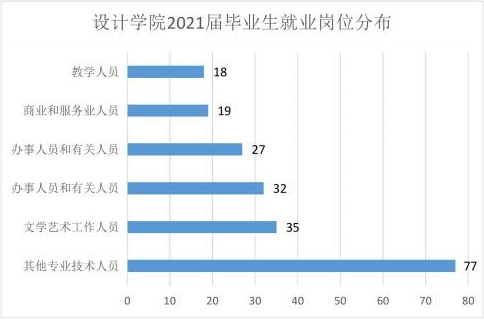 设计学院2021届毕业生就业岗位分布
教学人员 18
商业和服务业人员 19
办事人员和有关人员 27
办事人员和有关人员 32
文学艺术工作人员 35
其他专业技术人员 77
0 10 20 30 40 50 60 70 80